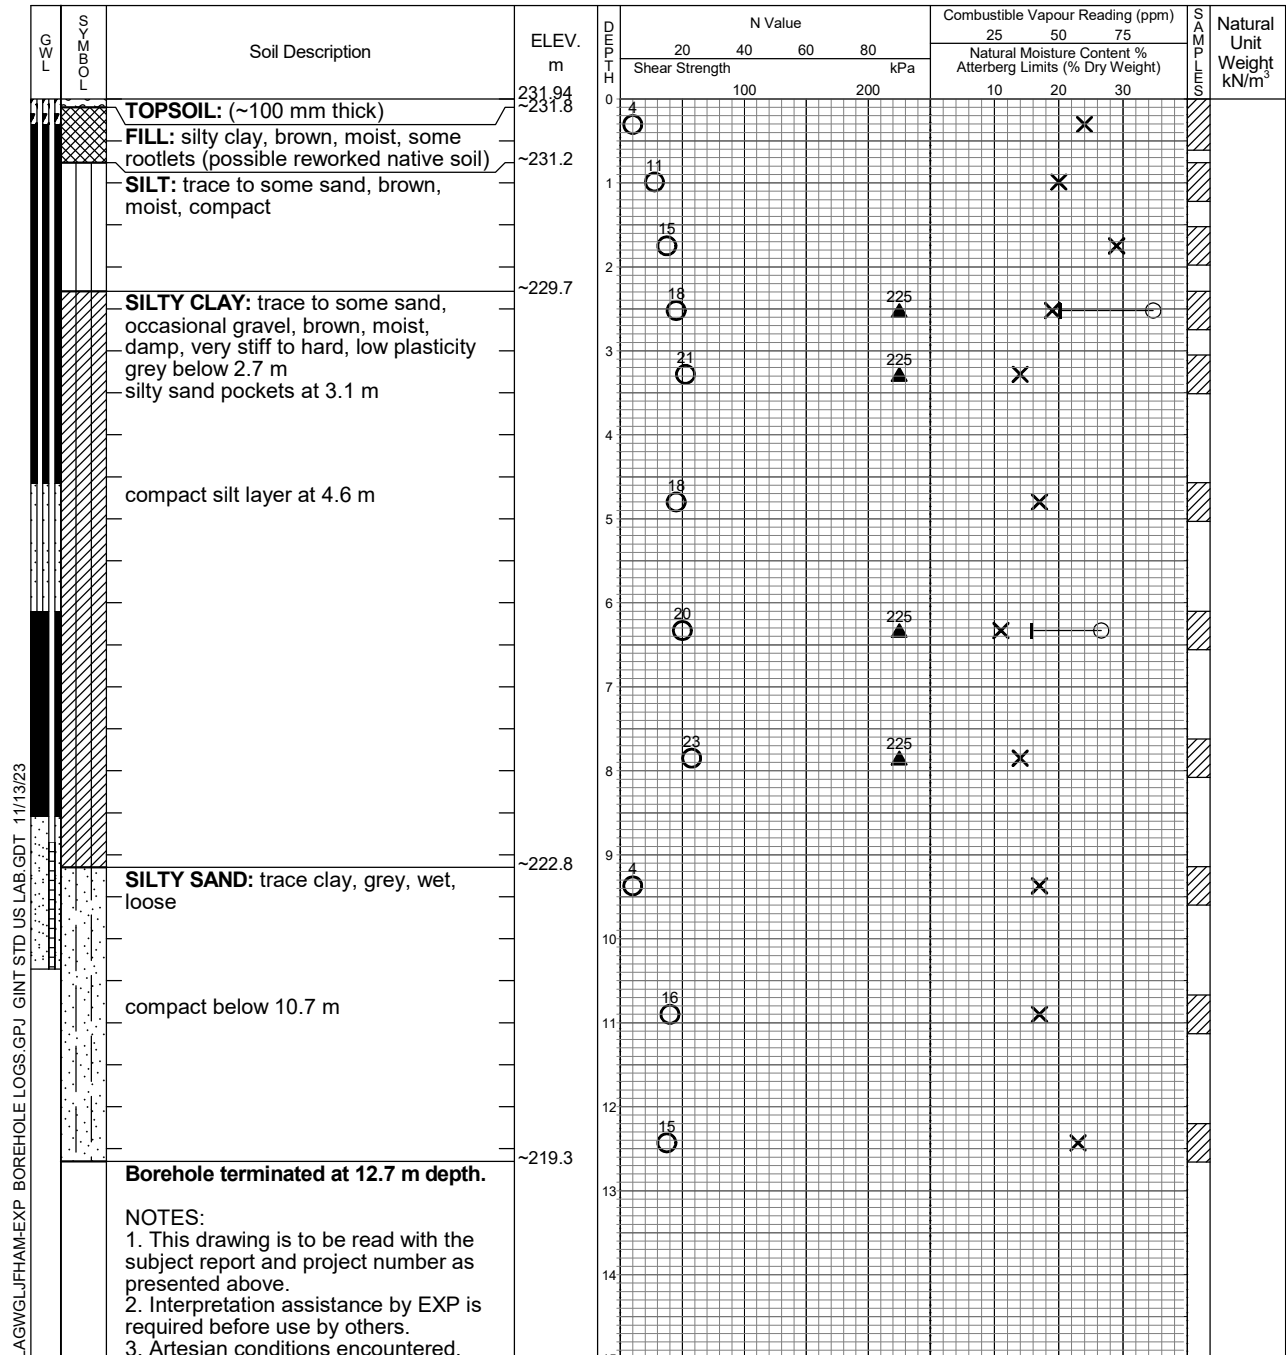 GWL
SYMBOL
Soil Description
ELEV.
m
DEPTH
N Value
20 40 60 80
Shear Strength kPa
100 200
Combustible Vapour Reading (ppm)
25 50 75
Natural Moisture Content %
Atterberg Limits (% Dry Weight)
10 20 30
SAMPLES
Natural
Unit
Weight
kN/m³
231.94
TOPSOIL: (~100 mm thick)
~231.8
FILL: silty clay, brown, moist, some
rootlets (possible reworked native soil)
~231.2
SILT: trace to some sand, brown,
moist, compact
~229.7
SILTY CLAY: trace to some sand,
occasional gravel, brown, moist,
damp, very stiff to hard, low plasticity
grey below 2.7 m
silty sand pockets at 3.1 m
compact silt layer at 4.6 m
~222.8
SILTY SAND: trace clay, grey, wet,
loose
compact below 10.7 m
~219.3
Borehole terminated at 12.7 m depth.
NOTES:
1. This drawing is to be read with the
subject report and project number as
presented above.
2. Interpretation assistance by EXP is
required before use by others.
3. Artesian conditions encountered.
0
4
1
11
15
2
18 225
3
21 225
4
18
5
6
20 225
7
23 225
8
9
4
10
16
11
12
15
13
14
LAGWGLJFHAM-EXP BOREHOLE LOGS.GPJ GINT STD US LAB.GDT 11/13/23